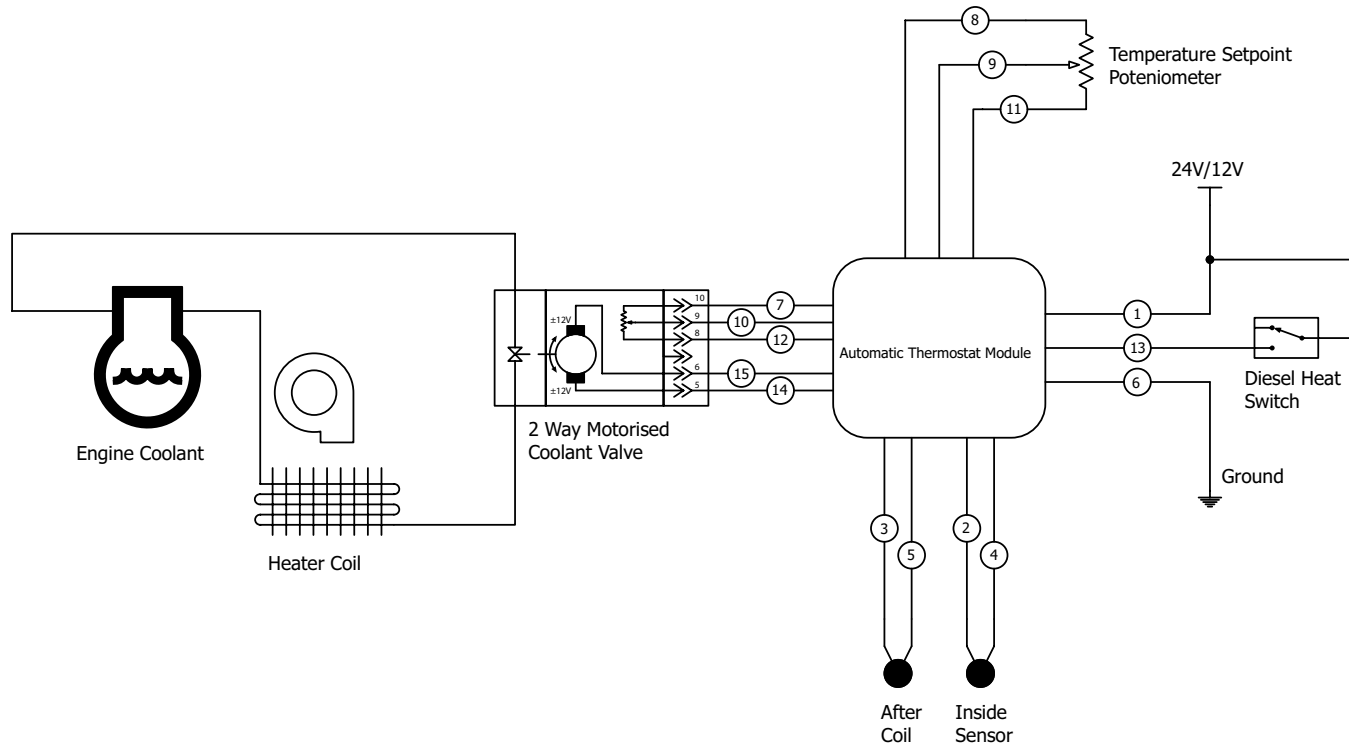 8
9
11
Temperature Setpoint
Poteniometer
24V/12V
10
9
8
6
5
±12V
±12V
7
10
12
15
14
Automatic Thermostat Module
1
13
6
Diesel Heat
Switch
2 Way Motorised
Coolant Valve
Engine Coolant
Heater Coil
Ground
3
5
2
4
After
Coil
Inside
Sensor